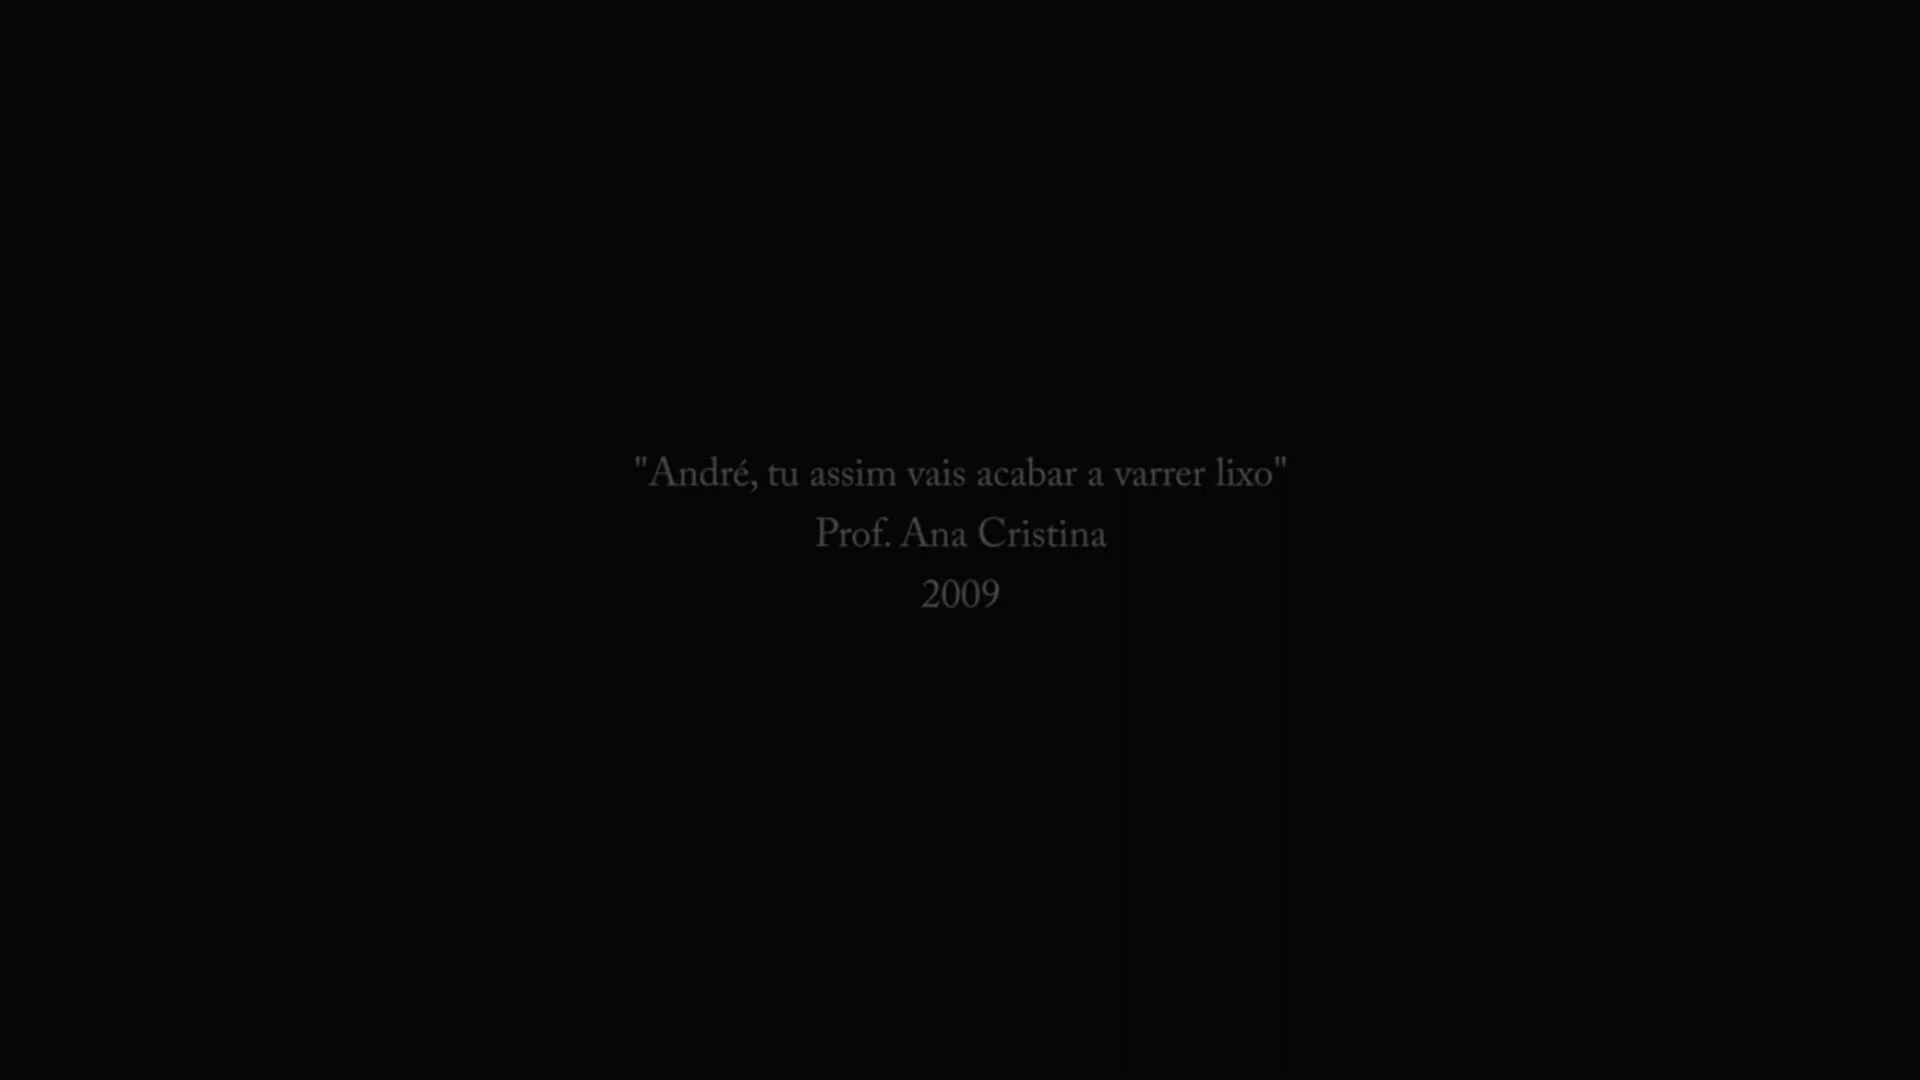 "André, tu assim vais acabar a varrer lixo"
Prof. Ana Cristina
2009